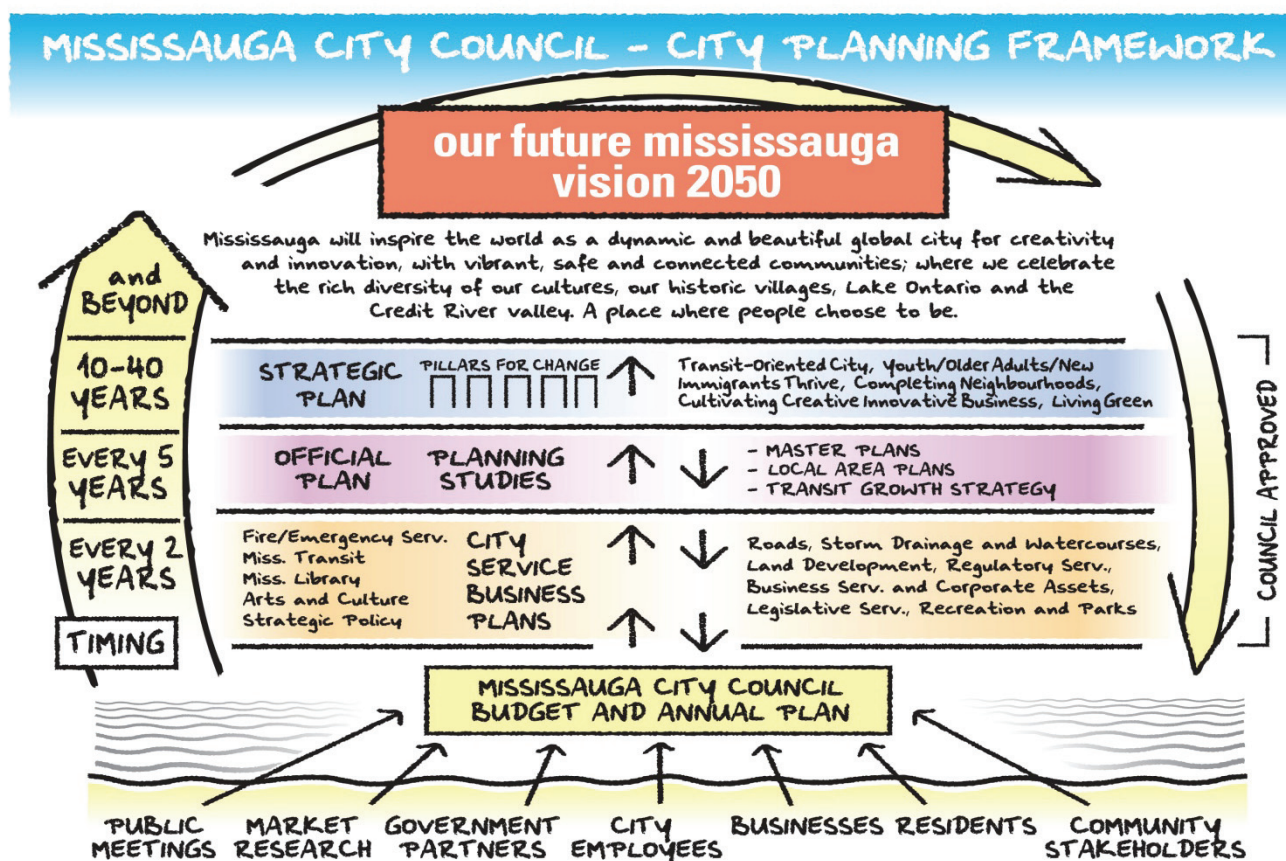 MISSISSAUGA CITY COUNCIL - CITY PLANNING FRAMEWORK
our future mississauga
vision 2050
Mississauga will inspire the world as a dynamic and beautiful global city for creativity
and innovation, with vibrant, safe and connected communities; where we celebrate
the rich diversity of our cultures, our historic villages, Lake Ontario and the
Credit River valley. A place where people choose to be.
and
BEYOND
10-40
YEARS
STRATEGIC
PLAN
PILLARS FOR CHANGE
Transit-Oriented City, Youth/Older Adults/New
Immigrants Thrive, Completing Neighbourhoods,
Cultivating Creative Innovative Business, Living Green
EVERY 5
YEARS
OFFICIAL
PLAN
PLANNING
STUDIES
- MASTER PLANS
- LOCAL AREA PLANS
- TRANSIT GROWTH STRATEGY
EVERY 2
YEARS
Fire/Emergency Serv.
Miss. Transit
Miss. Library
Arts and Culture
Strategic Policy
CITY
SERVICE
BUSINESS
PLANS
Roads, Storm Drainage and Watercourses,
Land Development, Regulatory Serv.,
Business Serv. and Corporate Assets,
Legislative Serv., Recreation and Parks
COUNCIL APPROVED
TIMING
MISSISSAUGA CITY COUNCIL
BUDGET AND ANNUAL PLAN
PUBLIC
MEETINGS
MARKET
RESEARCH
GOVERNMENT
PARTNERS
CITY
EMPLOYEES
BUSINESSES
RESIDENTS
COMMUNITY
STAKEHOLDERS